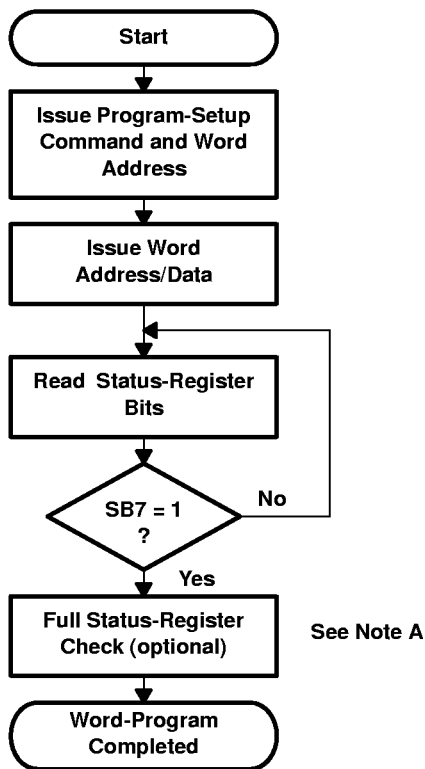 Start
Issue Program-Setup
Command and Word
Address
Issue Word
Address/Data
Read Status-Register
Bits
SB7 = 1
?
No
Yes
Full Status-Register
Check (optional)
See Note A
Word-Program
Completed